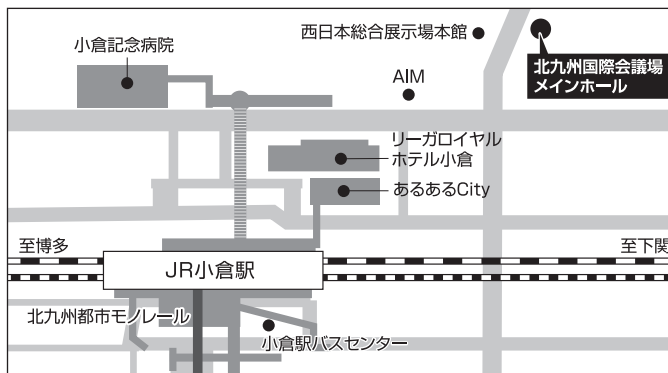 小倉記念病院
西日本総合展示場本館
北九州国際会議場
メインホール
AIM
リーガロイヤル
ホテル小倉
あるあるCity
至博多
至下関
JR小倉駅
北九州都市モノレール
小倉駅バスセンター